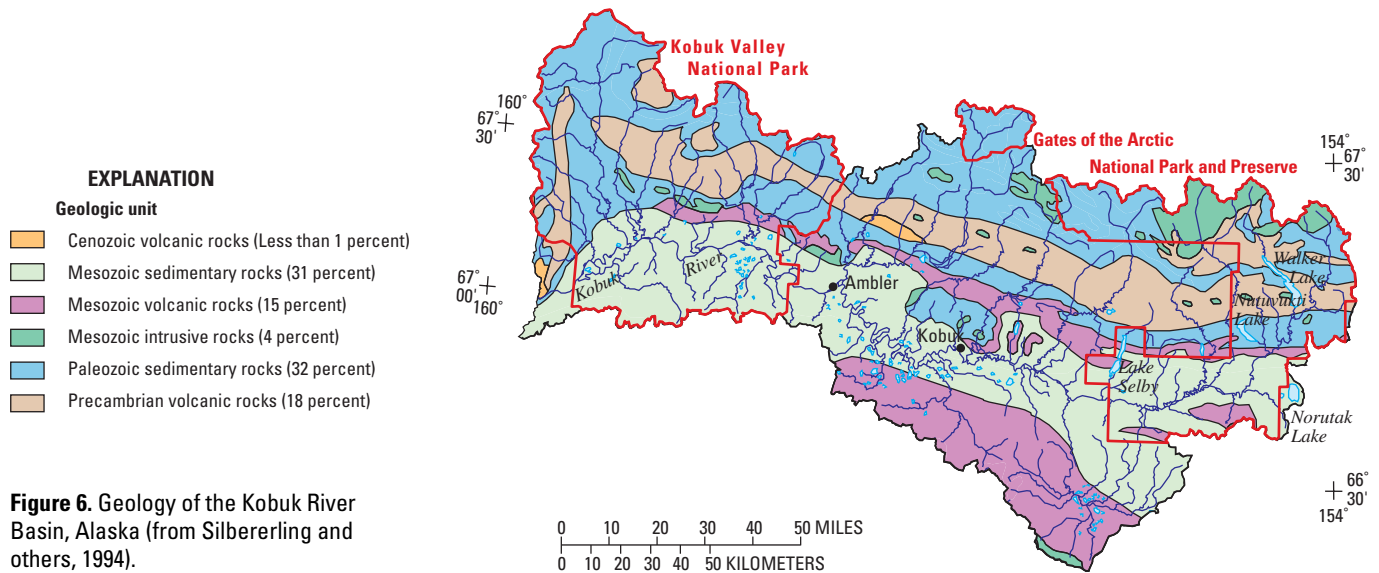 EXPLANATION
Geologic unit
Cenozoic volcanic rocks (Less than 1 percent)
Mesozoic sedimentary rocks (31 percent)
Mesozoic volcanic rocks (15 percent)
Mesozoic intrusive rocks (4 percent)
Paleozoic sedimentary rocks (32 percent)
Precambrian volcanic rocks (18 percent)
Figure 6. Geology of the Kobuk River
Basin, Alaska (from Silbererling and
others, 1994).
Kobuk Valley
National Park
160°
67°
30'
Gates of the Arctic
National Park and Preserve
154°
67°
30'
67°
00'
160°
Kobuk
River
Ambler
Kobuk
Walker
Lake
Nutuvukti
Lake
Lake
Selby
Norutak
Lake
66°
30'
154°
0 10 20 30 40 50 MILES
0 10 20 30 40 50 KILOMETERS